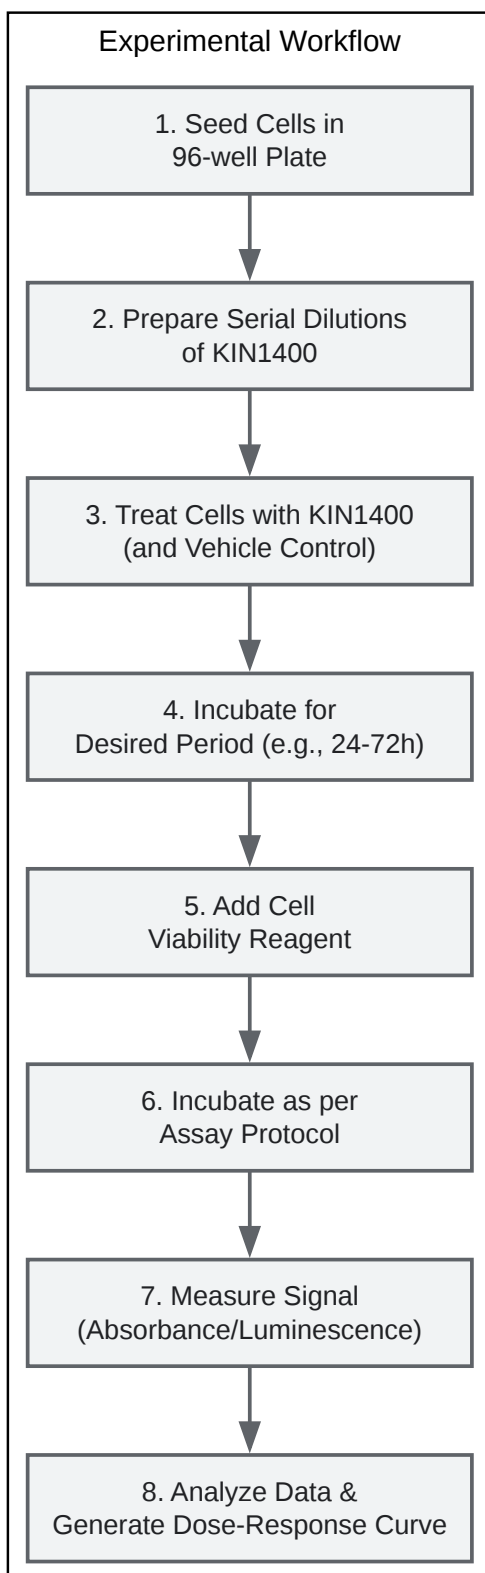 Experimental Workflow
1. Seed Cells in
96-well Plate
2. Prepare Serial Dilutions
of KIN1400
3. Treat Cells with KIN1400
(and Vehicle Control)
4. Incubate for
Desired Period (e.g., 24-72h)
5. Add Cell
Viability Reagent
6. Incubate as per
Assay Protocol
7. Measure Signal
(Absorbance/Luminescence)
8. Analyze Data &
Generate Dose-Response Curve